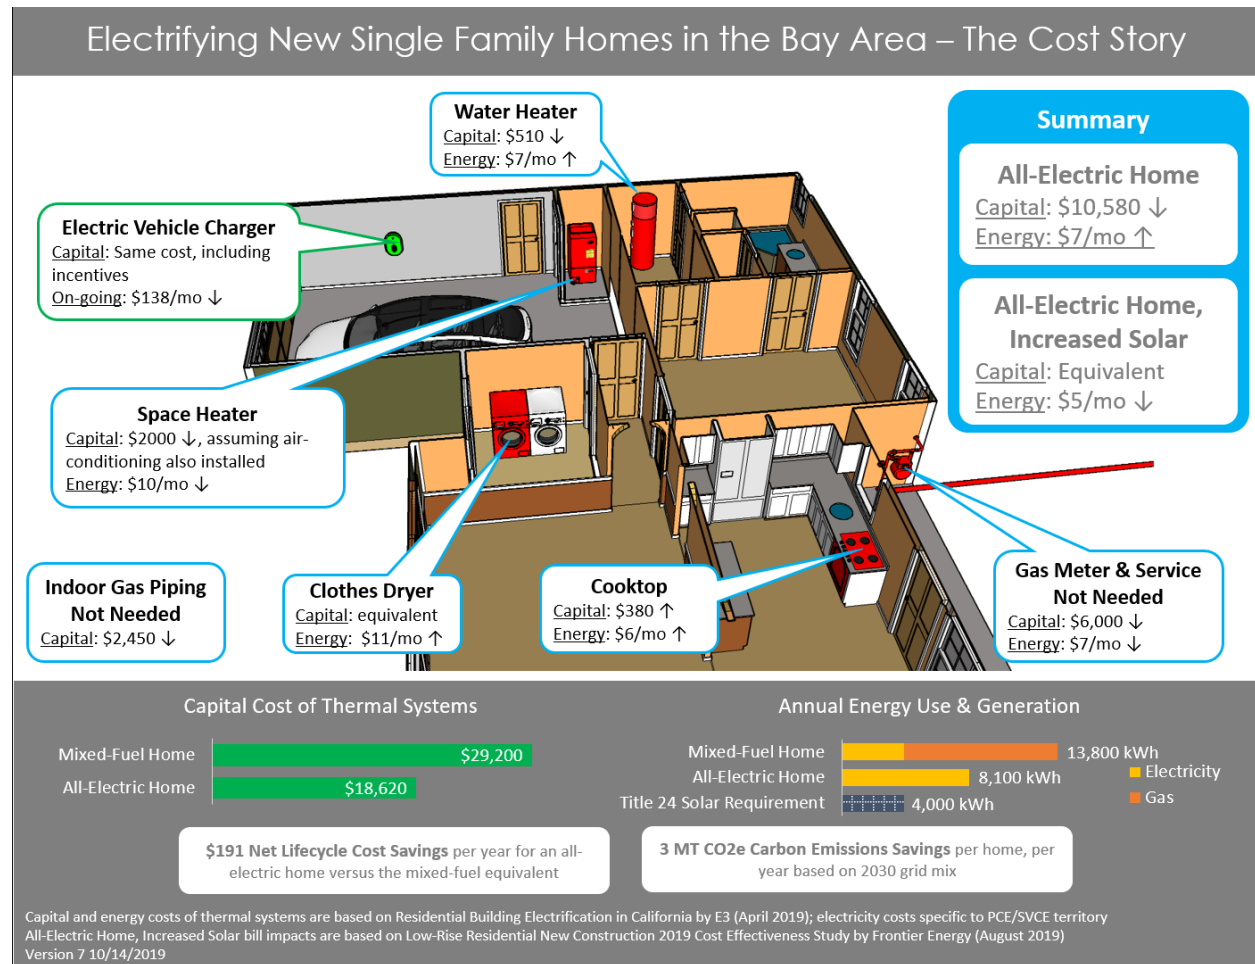 Electrifying New Single Family Homes in the Bay Area – The Cost Story
Water Heater
Capital: $510 ↓
Energy: $7/mo ↑
Electric Vehicle Charger
Capital: Same cost, including
incentives
On-going: $138/mo ↓
Space Heater
Capital: $2000 ↓, assuming air-
conditioning also installed
Energy: $10/mo ↓
Indoor Gas Piping
Not Needed
Capital: $2,450 ↓
Clothes Dryer
Capital: equivalent
Energy: $11/mo ↑
Cooktop
Capital: $380 ↑
Energy: $6/mo ↑
Gas Meter & Service
Not Needed
Capital: $6,000 ↓
Energy: $7/mo ↓
Summary
All-Electric Home
Capital: $10,580 ↓
Energy: $7/mo ↑
All-Electric Home,
Increased Solar
Capital: Equivalent
Energy: $5/mo ↓
Capital Cost of Thermal Systems
Mixed-Fuel Home $29,200
All-Electric Home $18,620
$191 Net Lifecycle Cost Savings per year for an all-
electric home versus the mixed-fuel equivalent
Annual Energy Use & Generation
Mixed-Fuel Home 13,800 kWh
All-Electric Home 8,100 kWh
Title 24 Solar Requirement 4,000 kWh
Electricity
Gas
3 MT CO2e Carbon Emissions Savings per home, per
year based on 2030 grid mix
Capital and energy costs of thermal systems are based on Residential Building Electrification in California by E3 (April 2019); electricity costs specific to PCE/SVCE territory
All-Electric Home, Increased Solar bill impacts are based on Low-Rise Residential New Construction 2019 Cost Effectiveness Study by Frontier Energy (August 2019)
Version 7 10/14/2019